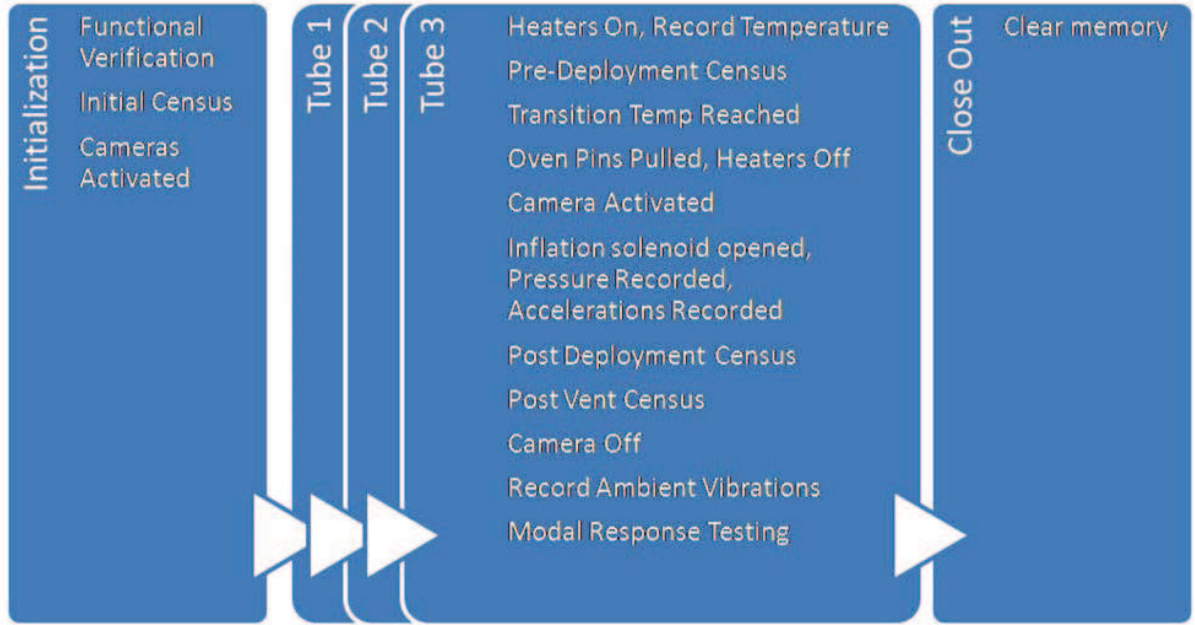 Initialization
Functional
Verification
Initial Census
Cameras
Activated
Tube 1
Tube 2
Tube 3
Heaters On, Record Temperature
Pre-Deployment Census
Transition Temp Reached
Oven Pins Pulled, Heaters Off
Camera Activated
Inflation solenoid opened,
Pressure Recorded,
Accelerations Recorded
Post Deployment Census
Post Vent Census
Camera Off
Record Ambient Vibrations
Modal Response Testing
Close Out
Clear memory